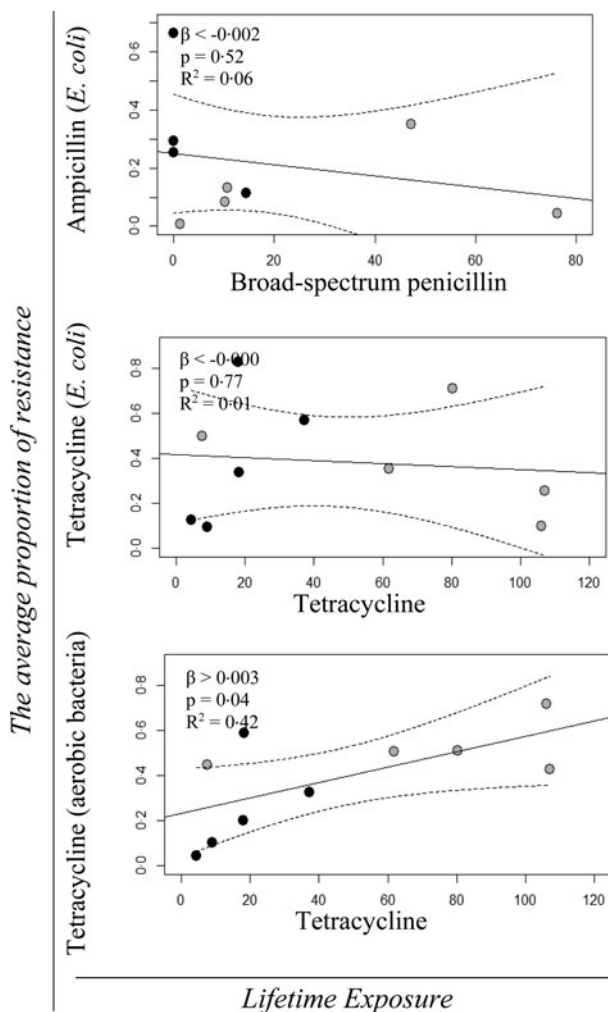 The average proportion of resistance
Ampicillin (E. coli)
β < -0·002
p = 0·52
R² = 0·06
0·6
0·4
0·2
0·0
0 20 40 60 80
Broad-spectrum penicillin
Tetracycline (E. coli)
β < -0·000
p = 0·77
R² = 0·01
0·8
0·6
0·4
0·2
0·0
0 20 40 60 80 100 120
Tetracycline
Tetracycline (aerobic bacteria)
β > 0·003
p = 0·04
R² = 0·42
0·8
0·6
0·4
0·2
0·0
0 20 40 60 80 100 120
Tetracycline
Lifetime Exposure